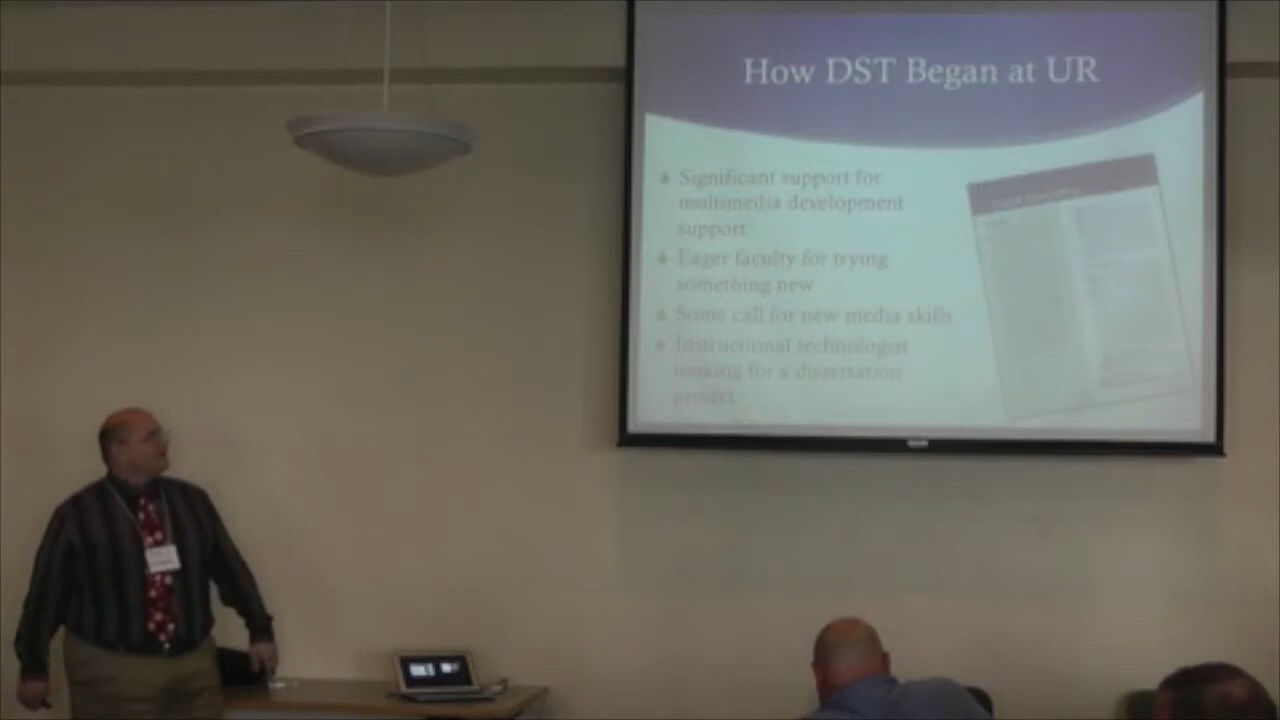 How DST Began at UR
Significant support for
multimedia development
support
Eager faculty for trying
something new
Some call for new media skills
Instructional technologist
looking for a dissertation
project